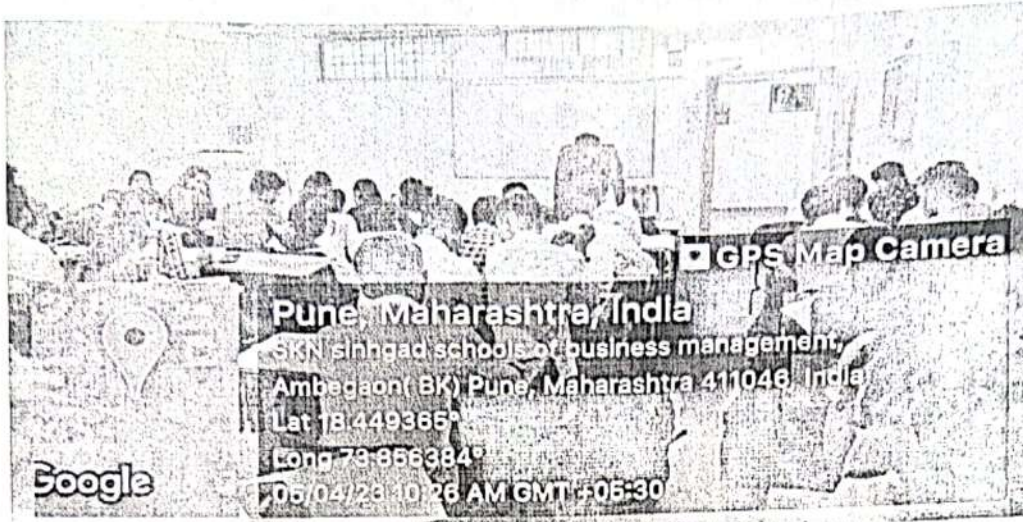 GPS Map Camera
Pune, Maharashtra, India
SKN sinhgad schools of business management,
Ambegaon( BK) Pune, Maharashtra 411046, India
Lat 18.449365°
Long 73.856384°
05/04/23 10:26 AM GMT +05:30
Google